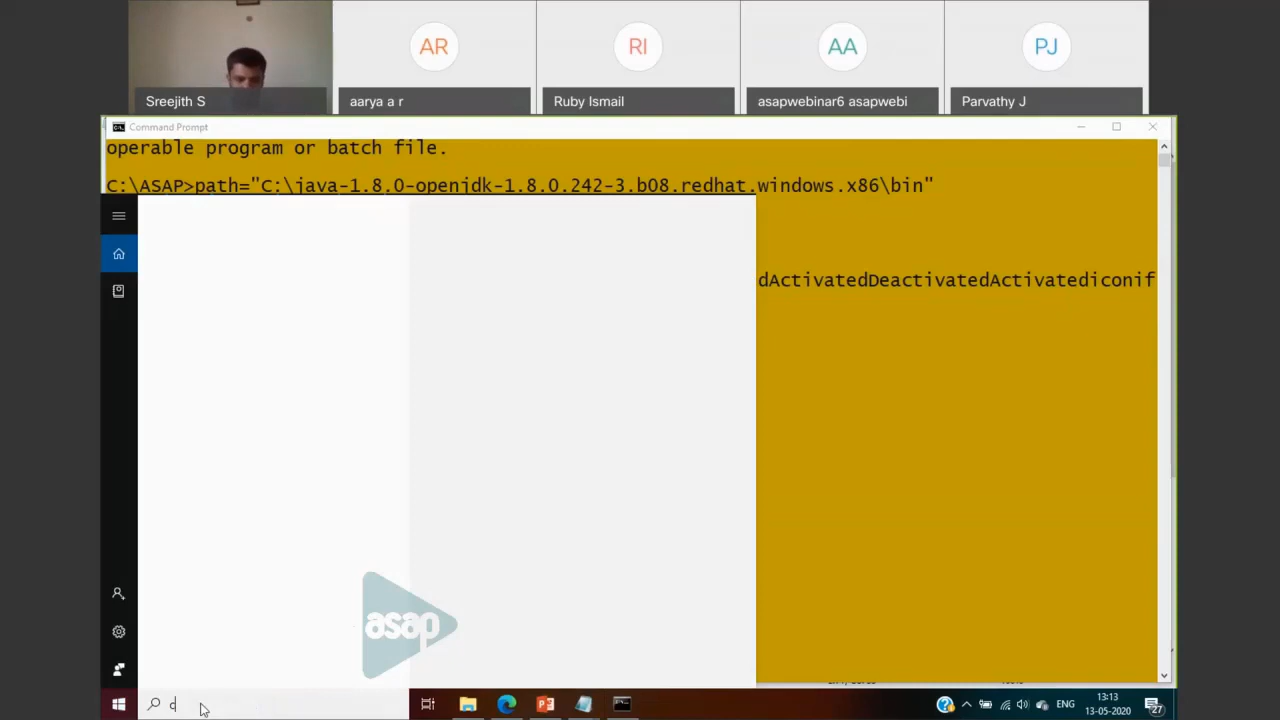 AR
RI
AA
PJ
Sreejith S
aarya a r
Ruby Ismail
asapwebinar6 asapwebi
Parvathy J
Command Prompt
operable program or batch file.
C:\ASAP>path="C:\java-1.8.0-openjdk-1.8.0.242-3.b08.redhat.windows.x86\bin"
dActivatedDeactivatedActivatediconif
asap
c
ENG
13:13
13-05-2020
27